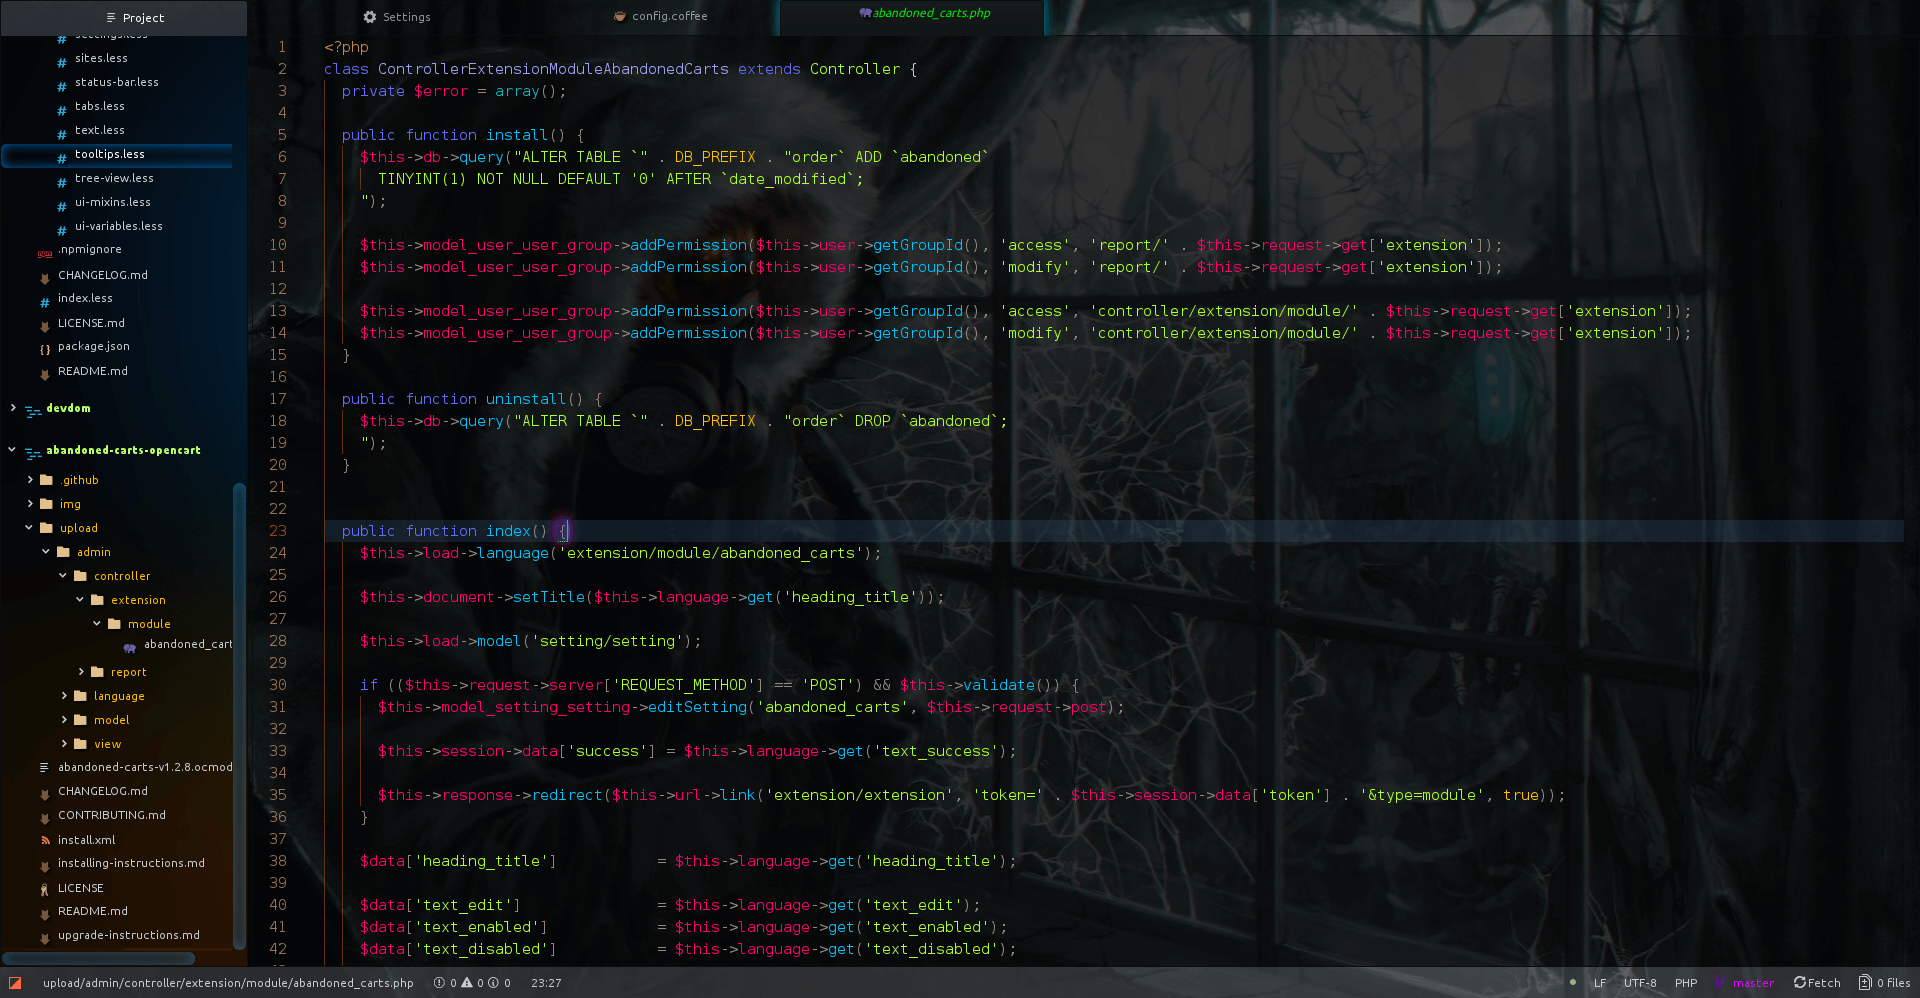 Project
Settings
config.coffee
abandoned_carts.php
settings.less
sites.less
status-bar.less
tabs.less
text.less
tooltips.less
tree-view.less
ui-mixins.less
ui-variables.less
.npmignore
CHANGELOG.md
index.less
LICENSE.md
package.json
README.md
devdom
abandoned-carts-opencart
.github
img
upload
admin
controller
extension
module
abandoned_cart
report
language
model
view
abandoned-carts-v1.2.8.ocmod
CHANGELOG.md
CONTRIBUTING.md
install.xml
installing-instructions.md
LICENSE
README.md
upgrade-instructions.md
1 <?php
2 class ControllerExtensionModuleAbandonedCarts extends Controller {
3 private $error = array();
4
5 public function install() {
6 $this->db->query("ALTER TABLE `" . DB_PREFIX . "order` ADD `abandoned`
7 TINYINT(1) NOT NULL DEFAULT '0' AFTER `date_modified`;
8 ");
9
10 $this->model_user_user_group->addPermission($this->user->getGroupId(), 'access', 'report/' . $this->request->get['extension']);
11 $this->model_user_user_group->addPermission($this->user->getGroupId(), 'modify', 'report/' . $this->request->get['extension']);
12
13 $this->model_user_user_group->addPermission($this->user->getGroupId(), 'access', 'controller/extension/module/' . $this->request->get['extension']);
14 $this->model_user_user_group->addPermission($this->user->getGroupId(), 'modify', 'controller/extension/module/' . $this->request->get['extension']);
15 }
16
17 public function uninstall() {
18 $this->db->query("ALTER TABLE `" . DB_PREFIX . "order` DROP `abandoned`;
19 ");
20 }
21
22
23 public function index() {
24 $this->load->language('extension/module/abandoned_carts');
25
26 $this->document->setTitle($this->language->get('heading_title'));
27
28 $this->load->model('setting/setting');
29
30 if (($this->request->server['REQUEST_METHOD'] == 'POST') && $this->validate()) {
31 $this->model_setting_setting->editSetting('abandoned_carts', $this->request->post);
32
33 $this->session->data['success'] = $this->language->get('text_success');
34
35 $this->response->redirect($this->url->link('extension/extension', 'token=' . $this->session->data['token'] . '&type=module', true));
36 }
37
38 $data['heading_title'] = $this->language->get('heading_title');
39
40 $data['text_edit'] = $this->language->get('text_edit');
41 $data['text_enabled'] = $this->language->get('text_enabled');
42 $data['text_disabled'] = $this->language->get('text_disabled');
upload/admin/controller/extension/module/abandoned_carts.php 0 0 0 23:27 LF UTF-8 PHP master Fetch 0 files